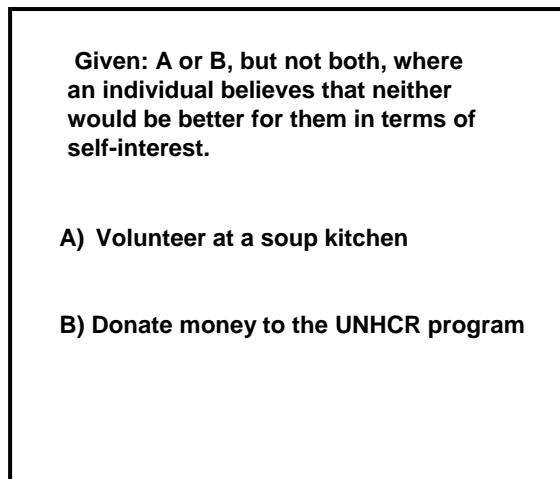 Given: A or B, but not both, where
an individual believes that neither
would be better for them in terms of
self-interest.
A) Volunteer at a soup kitchen
B) Donate money to the UNHCR program